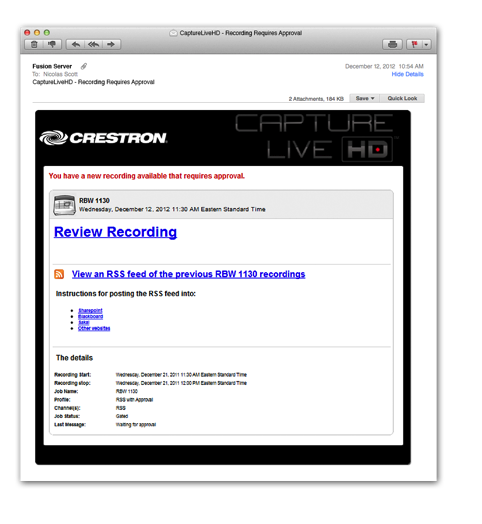 CaptureLiveHD - Recording Requires Approval
Fusion Server
December 12, 2012 10:54 AM
To: Nicolas Scott
Hide Details
CaptureLiveHD - Recording Requires Approval
2 Attachments, 184 KB Save Quick Look
CRESTRON
CAPTURE
LIVE HD
You have a new recording available that requires approval.
RBW 1130
Wednesday, December 12, 2012 11:30 AM Eastern Standard Time
Review Recording
View an RSS feed of the previous RBW 1130 recordings
Instructions for posting the RSS feed into:
Sharepoint
Blackboard
Sakai
Other websites
The details
Recording Start: Wednesday, December 21, 2011 11:30 AM Eastern Standard Time
Recording stop: Wednesday, December 21, 2011 12:00 PM Eastern Standard Time
Job Name: RBW 1130
Profile: RSS with Approval
Channel(s): RSS
Job Status: Gated
Last Message: Waiting for approval